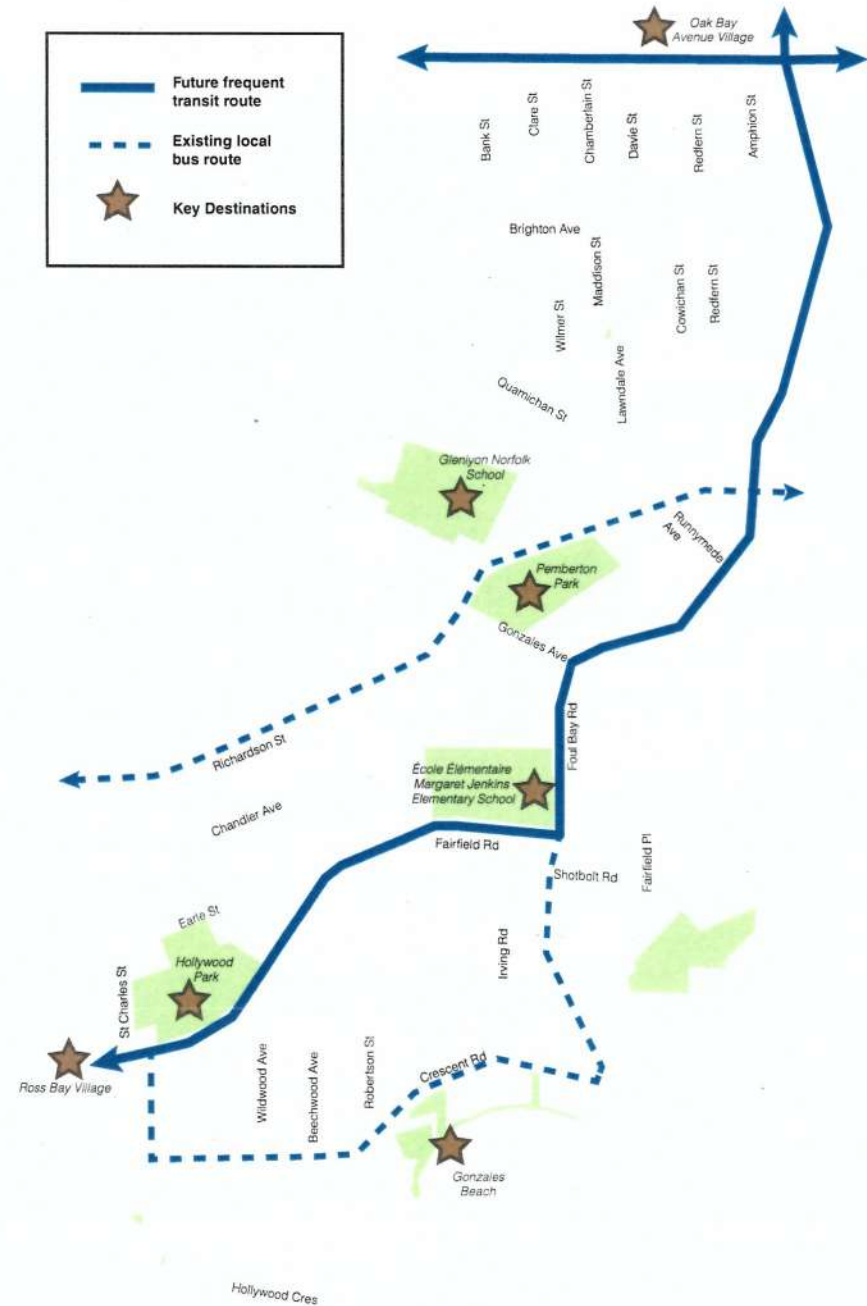 Oak Bay
Avenue Village
Future frequent
transit route
Existing local
bus route
Key Destinations
Bank St
Clare St
Chamberlain St
Davie St
Redfern St
Amphion St
Brighton Ave
Maddison St
Wilmer St
Cowichan St
Redfern St
Lawndale Ave
Quamichan St
Glenlyon Norfolk
School
Runnymede
Ave
Pemberton
Park
Gonzales Ave
Foul Bay Rd
Richardson St
École Élémentaire
Margaret Jenkins
Elementary School
Chandler Ave
Fairfield Rd
Shotbolt Rd
Fairfield Pl
Earle St
Irving Rd
Hollywood
Park
St Charles St
Ross Bay Village
Wildwood Ave
Beechwood Ave
Robertson St
Crescent Rd
Gonzales
Beach
Hollywood Cres